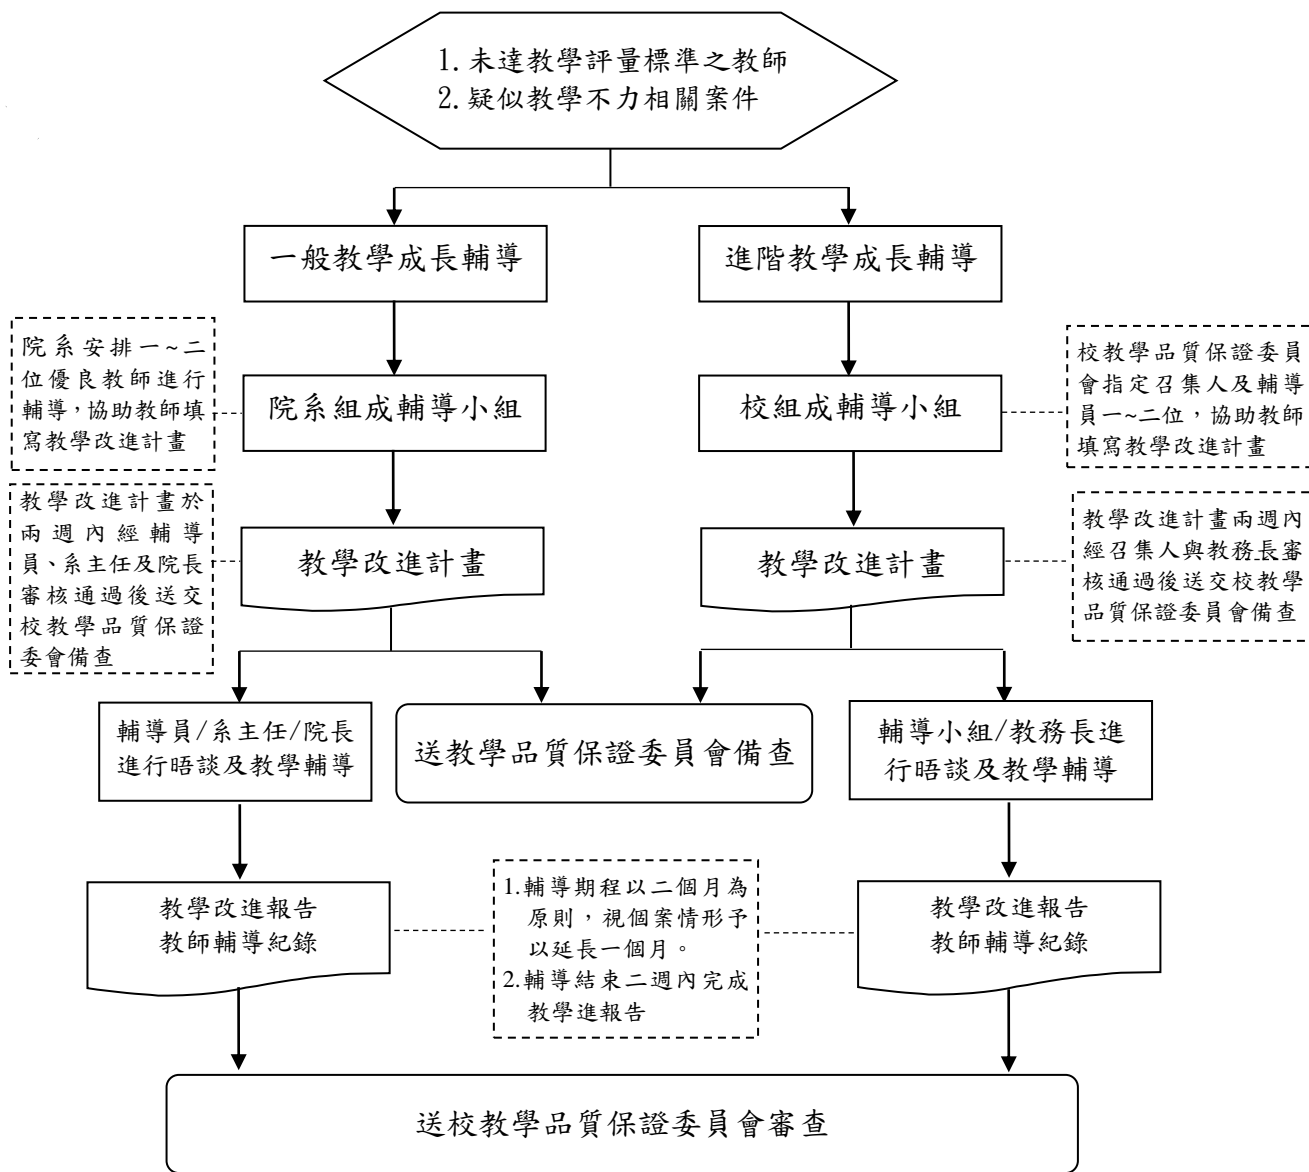 1.未達教學評量標準之教師
2.疑似教學不力相關案件
一般教學成長輔導
進階教學成長輔導
院系安排一~二
位優良教師進行
輔導,協助教師填
寫教學改進計畫
院系組成輔導小組
校組成輔導小組
校教學品質保證委員
會指定召集人及輔導
員一~二位，協助教師
填寫教學改進計畫
教學改進計畫於
兩週內經輔導
員、系主任及院長
審核通過後送交
校教學品質保證
委會備查
教學改進計畫
教學改進計畫
教學改進計畫兩週內
經召集人與教務長審
核通過後送交校教學
品質保證委員會備查
輔導員/系主任/院長
進行晤談及教學輔導
送教學品質保證委員會備查
輔導小組/教務長進
行晤談及教學輔導
教學改進報告
教師輔導紀錄
1.輔導期程以二個月為
原則，視個案情形予
以延長一個月。
2.輔導結束二週內完成
教學進報告
教學改進報告
教師輔導紀錄
送校教學品質保證委員會審查